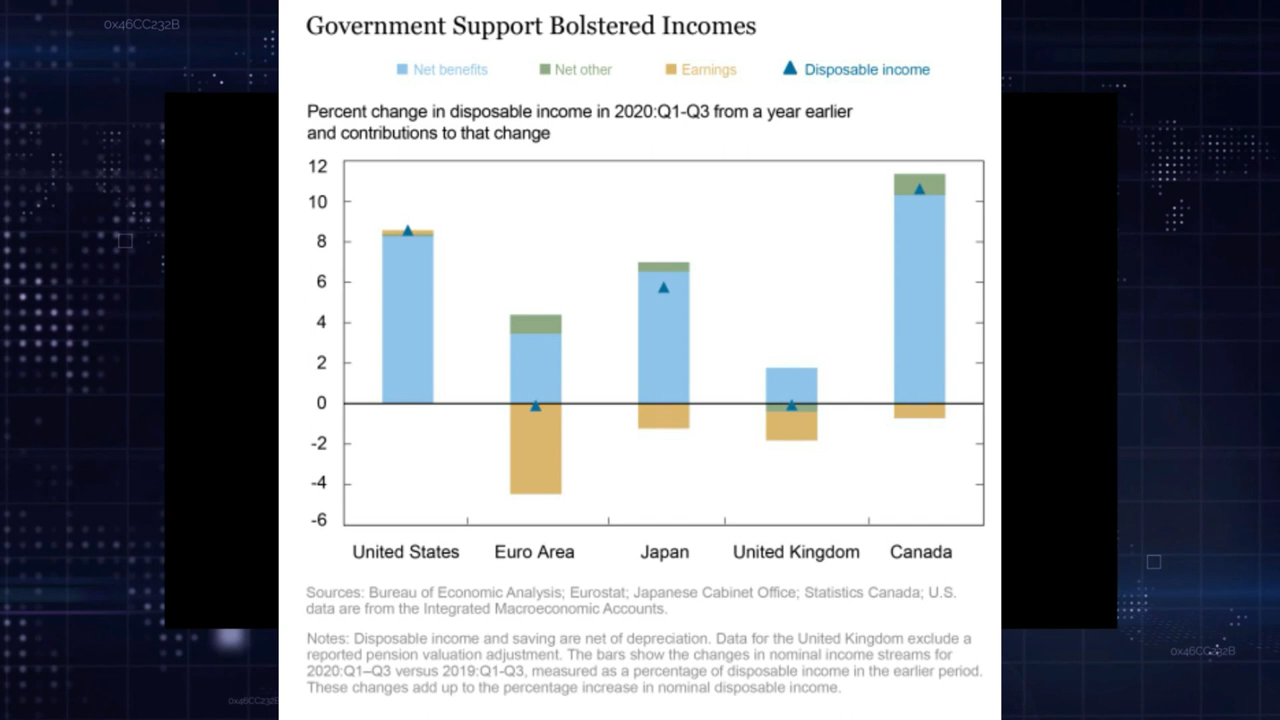 0x46CC232B
Government Support Bolstered Incomes
Net benefits Net other Earnings Disposable income
Percent change in disposable income in 2020:Q1-Q3 from a year earlier
and contributions to that change
12
10
8
6
4
2
0
-2
-4
-6
United States Euro Area Japan United Kingdom Canada
Sources: Bureau of Economic Analysis; Eurostat; Japanese Cabinet Office; Statistics Canada; U.S.
data are from the Integrated Macroeconomic Accounts.
Notes: Disposable income and saving are net of depreciation. Data for the United Kingdom exclude a
reported pension valuation adjustment. The bars show the changes in nominal income streams for
2020:Q1–Q3 versus 2019:Q1-Q3, measured as a percentage of disposable income in the earlier period.
These changes add up to the percentage increase in nominal disposable income.
0x46CC232B
0x46CC232B